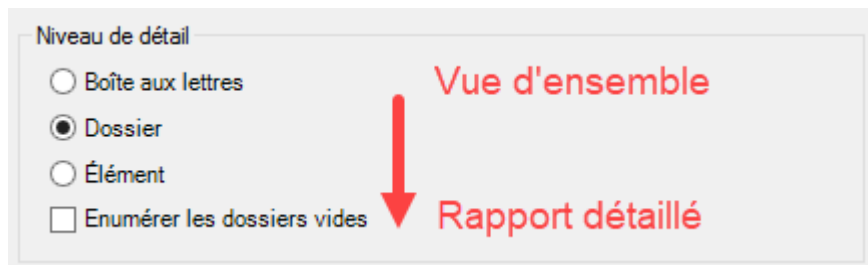 Niveau de détail
Boîte aux lettres
Vue d'ensemble
Dossier
Élément
Enumérer les dossiers vides
Rapport détaillé